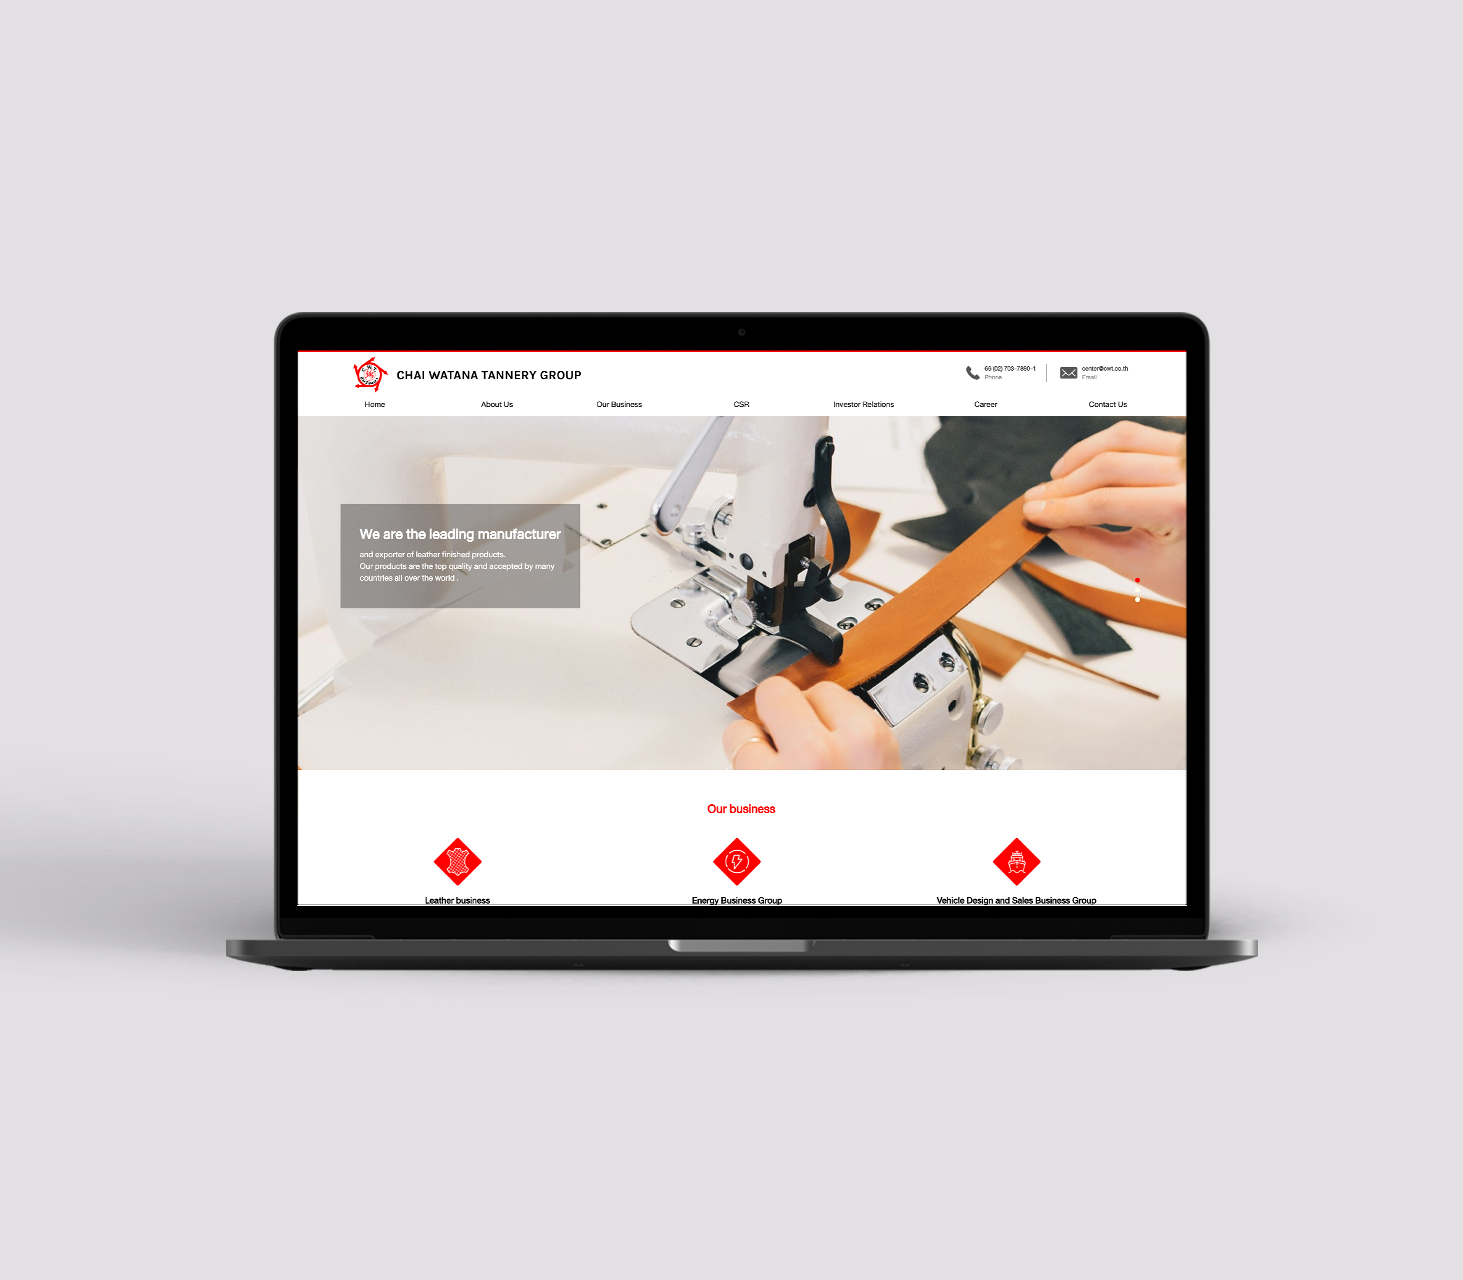 CHAI WATANA TANNERY GROUP
66 (02) 703-7880-1
Phone
center@cwt.co.th
Email
Home
About Us
Our Business
CSR
Investor Relations
Career
Contact Us
We are the leading manufacturer
and exporter of leather finished products.
Our products are the top quality and accepted by many
countries all over the world .
Our business
Leather business
Energy Business Group
Vehicle Design and Sales Business Group